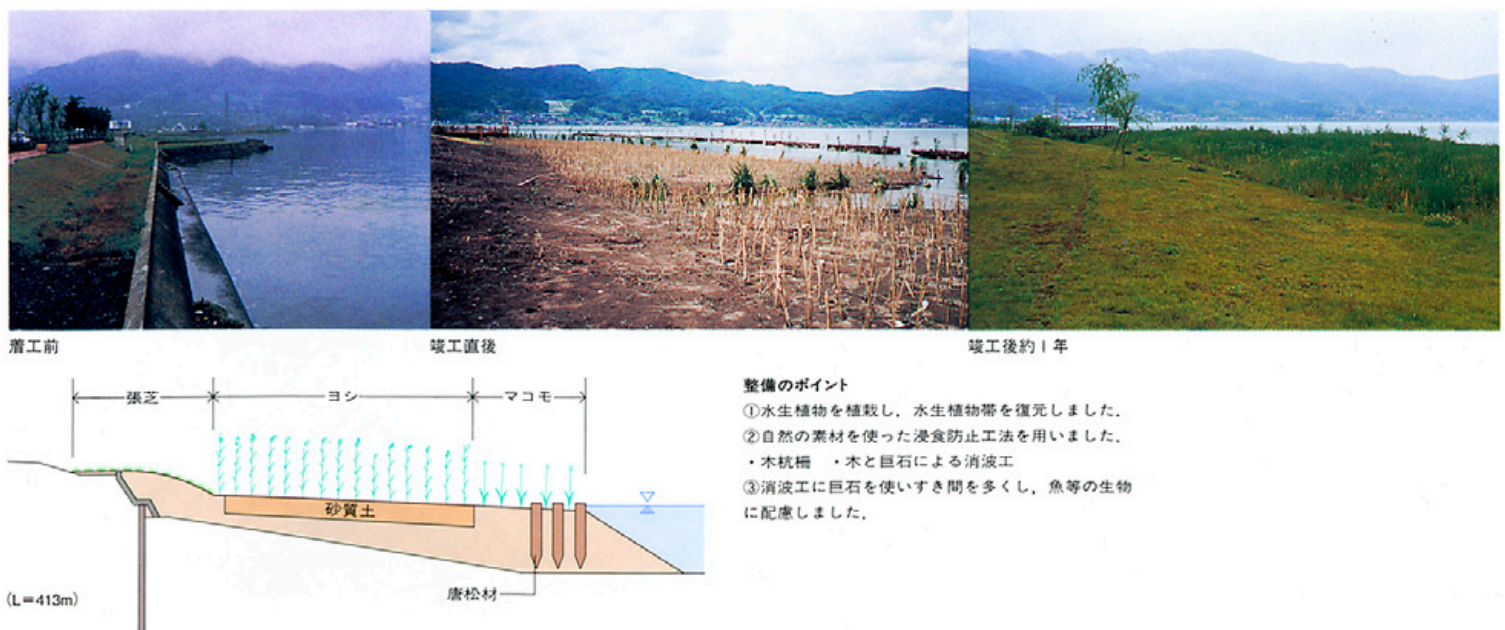 着工前
竣工直後
竣工後約1年
張芝
ヨシ
マコモ
砂質土
唐松材
(L=413m)
整備のポイント
①水生植物を植栽し，水生植物帯を復元しました．
②自然の素材を使った浸食防止工法を用いました．
・木杭柵　・木と巨石による消波工
③消波工に巨石を使いすき間を多くし，魚等の生物
に配慮しました．